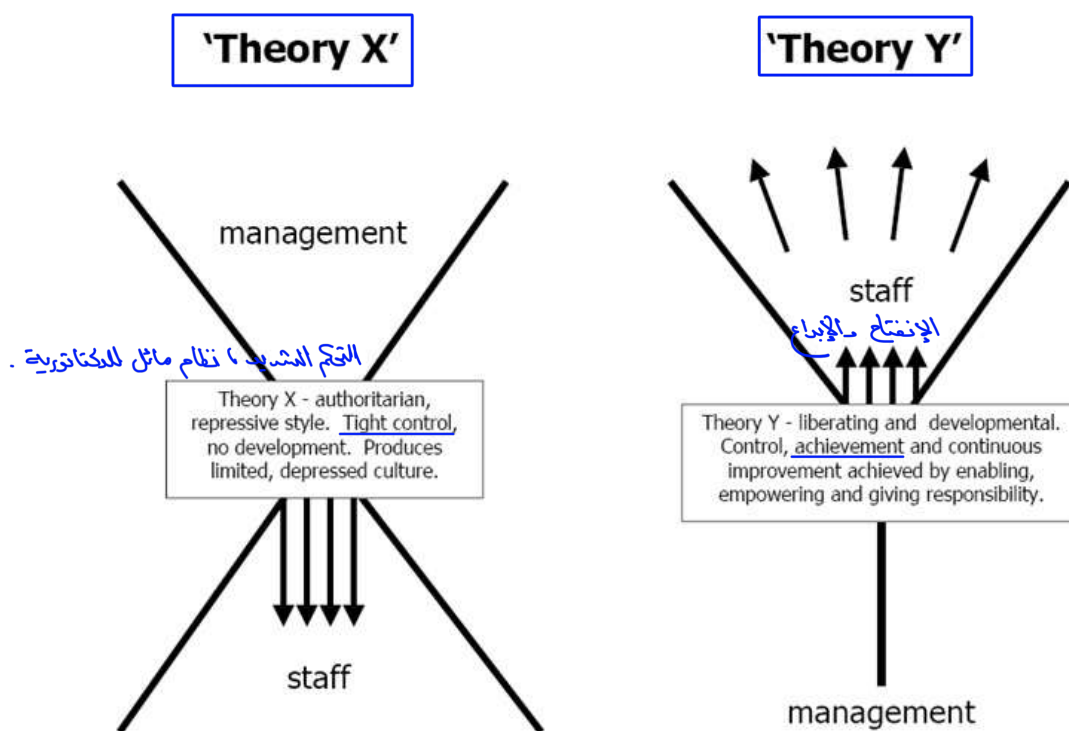 ‘Theory X’
management
التحكم الشديد ، نظام مائل للدكتاتورية .
Theory X - authoritarian,
repressive style. Tight control,
no development. Produces
limited, depressed culture.
staff
‘Theory Y’
staff
الإنفتاح والإبداع
Theory Y - liberating and developmental.
Control, achievement and continuous
improvement achieved by enabling,
empowering and giving responsibility.
management